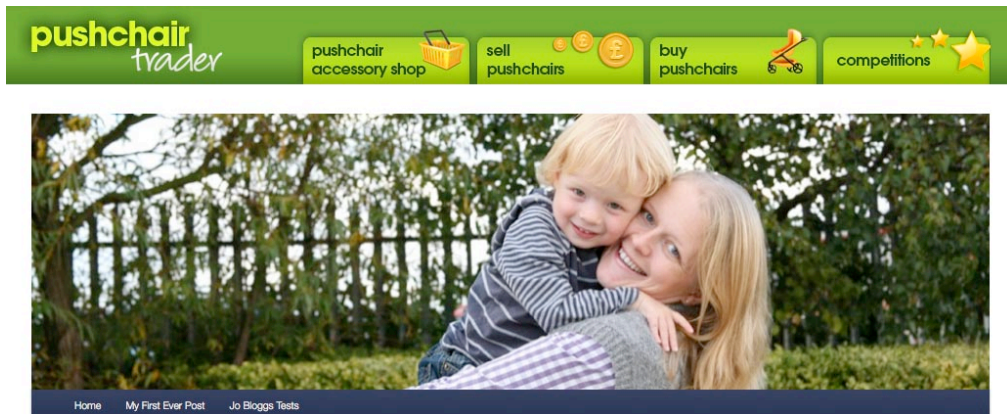 pushchair
trader
pushchair
accessory shop
sell
pushchairs
buy
pushchairs
competitions
Home My First Ever Post Jo Bloggs Tests